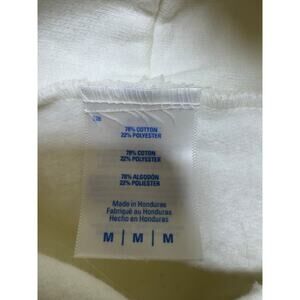 78% COTTON
22% POLYESTER
78% COTON
22% POLYESTER
78% ALGODÓN
22% POLIÉSTER
Made in Honduras
Fabriqué au Honduras
Hecho en Honduras
M | M | M